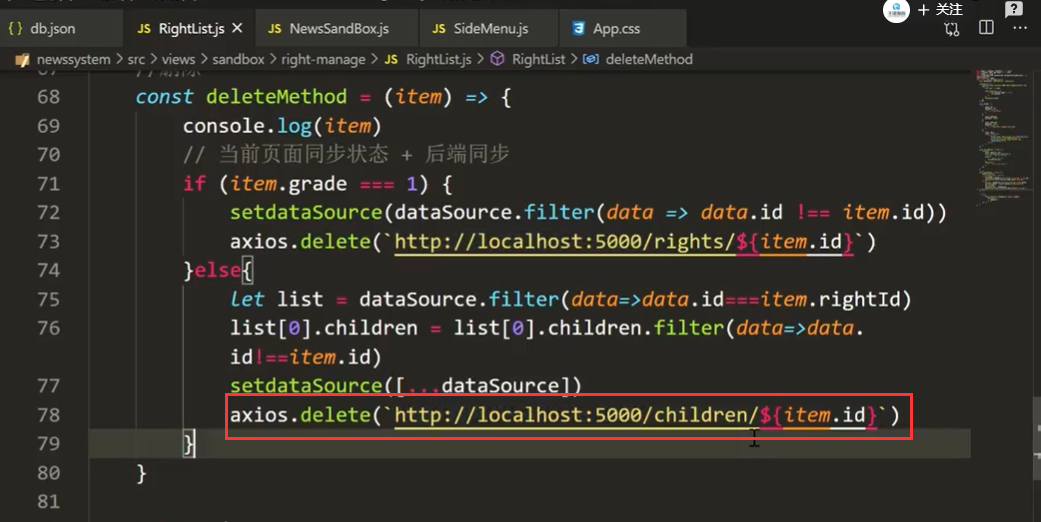 + 关注
{} db.json JS RightList.js × JS NewsSandBox.js JS SideMenu.js App.css ...
newssystem > src > views > sandbox > right-manage > JS RightList.js > RightList > deleteMethod
68 const deleteMethod = (item) => {
69 console.log(item)
70 // 当前页面同步状态 + 后端同步
71 if (item.grade === 1) {
72 setdataSource(dataSource.filter(data => data.id !== item.id))
73 axios.delete(`http://localhost:5000/rights/${item.id}`)
74 }else{
75 let list = dataSource.filter(data=>data.id===item.rightId)
76 list[0].children = list[0].children.filter(data=>data.
id!==item.id)
77 setdataSource([...dataSource])
78 axios.delete(`http://localhost:5000/children/${item.id}`)
79 }
80 }
81